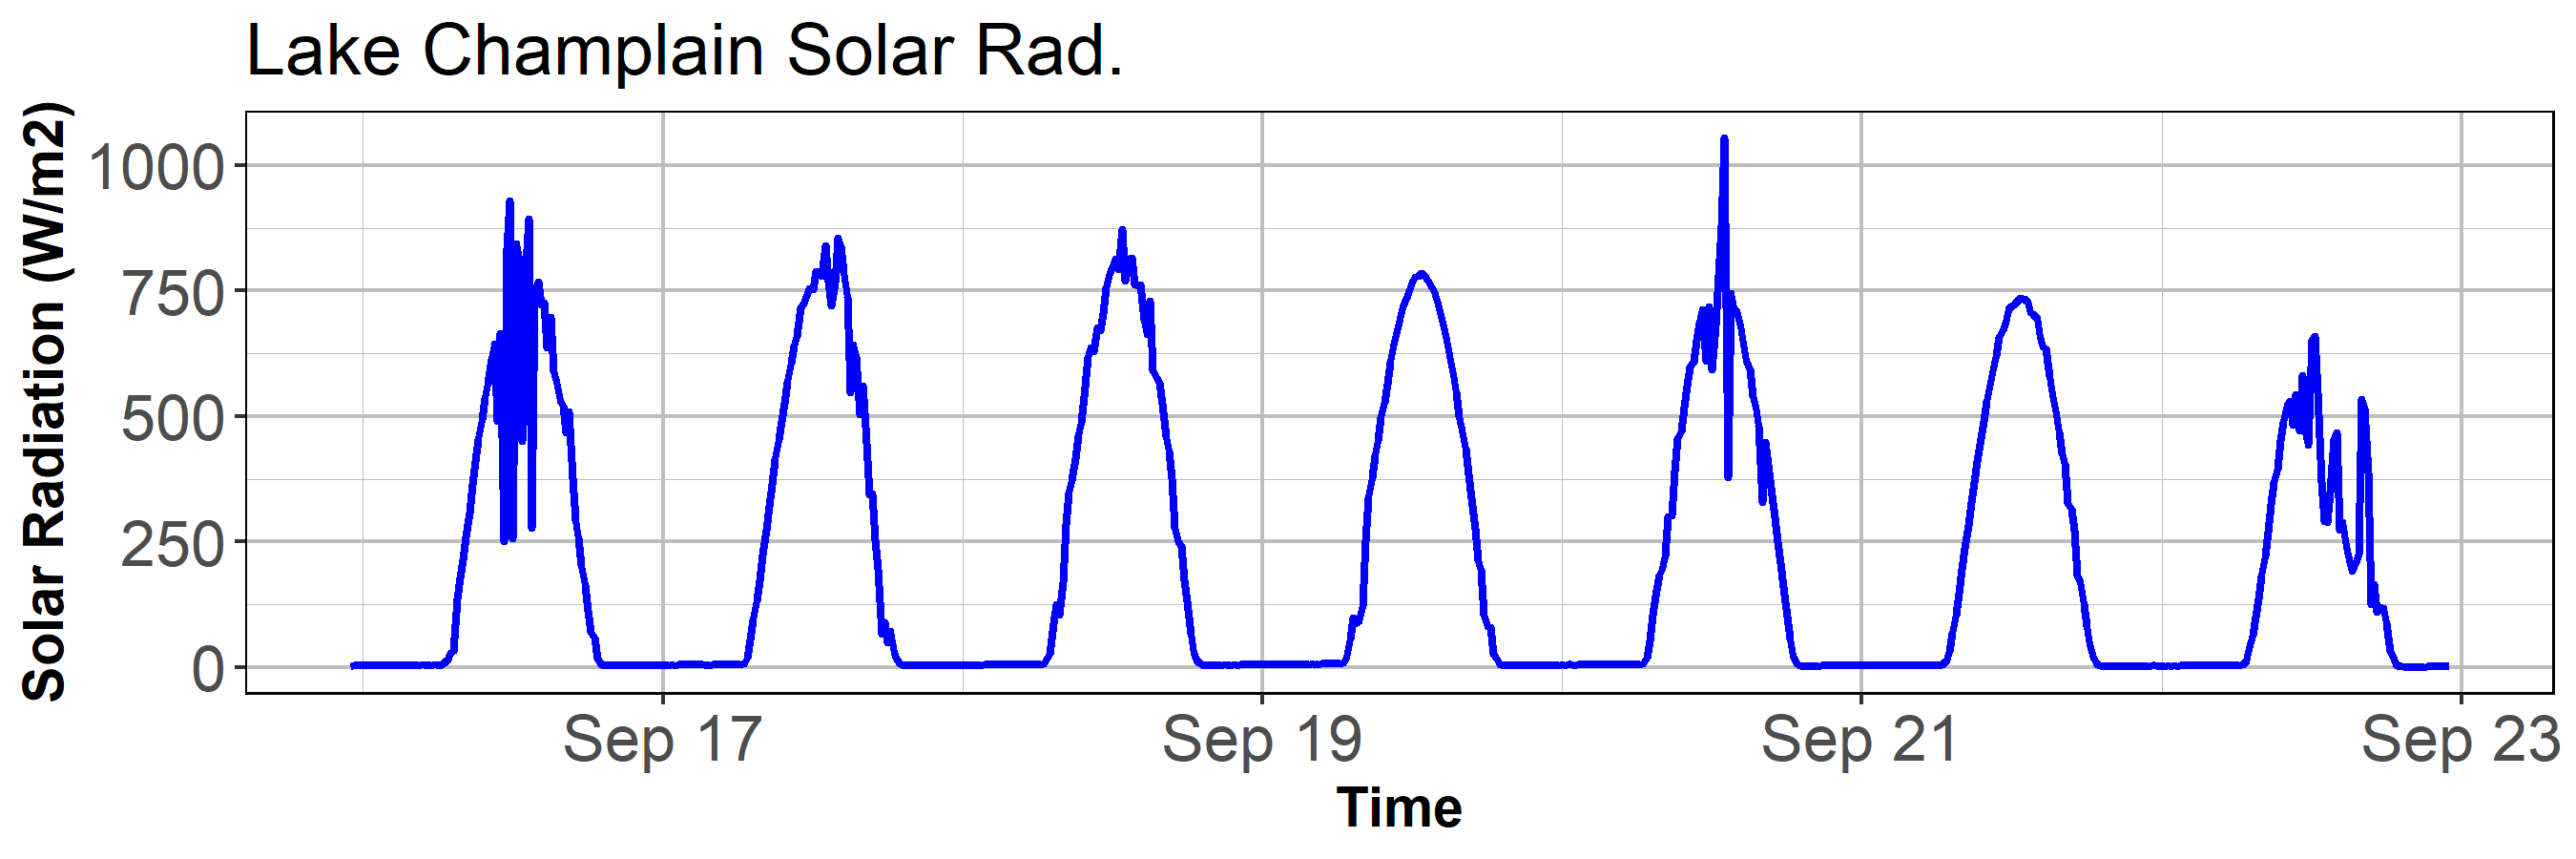 Lake Champlain Solar Rad.
Solar Radiation (W/m2)
1000
750
500
250
0
Sep 17 Sep 19 Sep 21 Sep 23
Time